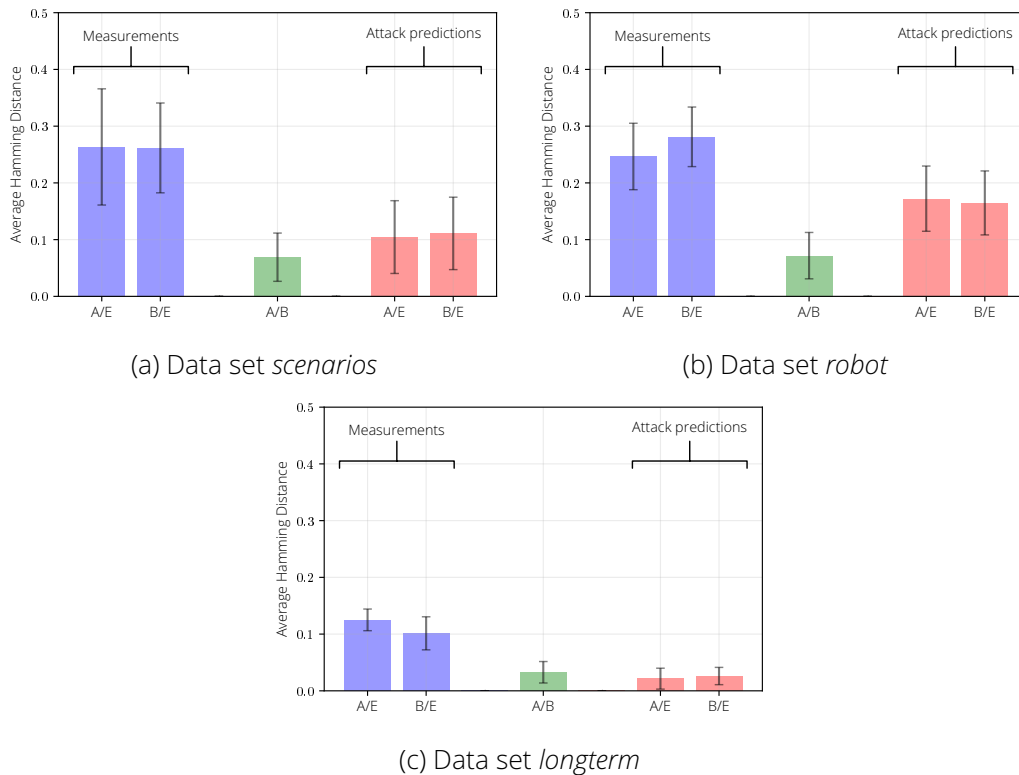 0.5
0.4
0.3
0.2
0.1
0.0
Average Hamming Distance
Measurements
Attack predictions
A/E
B/E
A/B
A/E
B/E
(a) Data set scenarios
0.5
0.4
0.3
0.2
0.1
0.0
Average Hamming Distance
Measurements
Attack predictions
A/E
B/E
A/B
A/E
B/E
(b) Data set robot
0.5
0.4
0.3
0.2
0.1
0.0
Average Hamming Distance
Measurements
Attack predictions
A/E
B/E
A/B
A/E
B/E
(c) Data set longterm